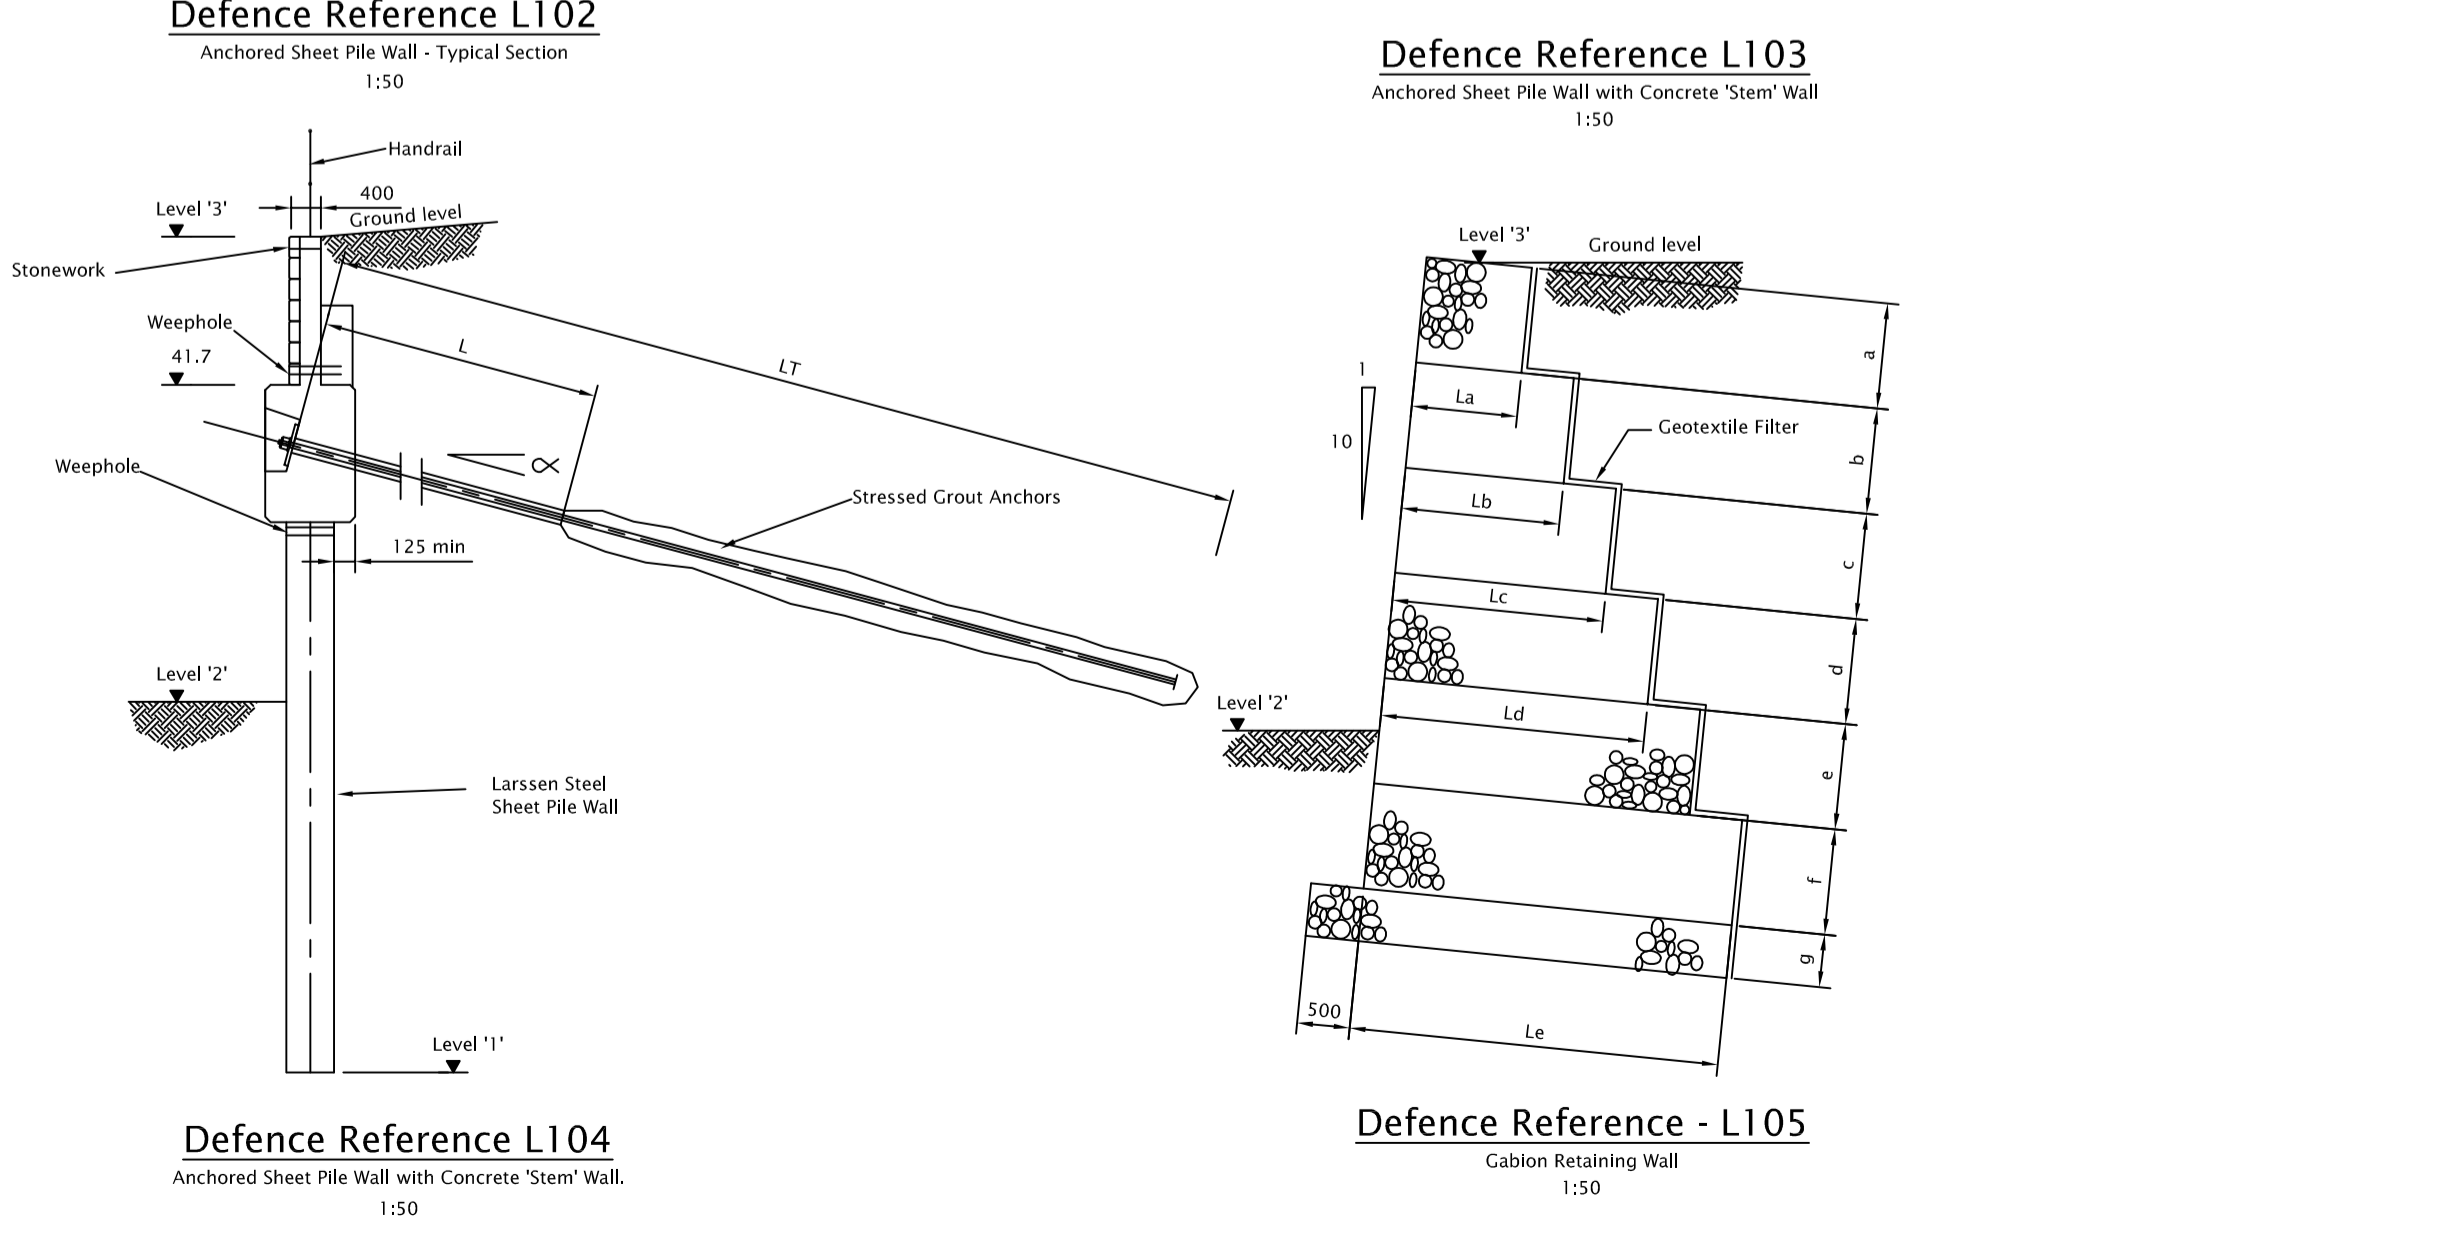 Defence Reference L102
Anchored Sheet Pile Wall - Typical Section
1:50
Handrail
400
Level '3'
Ground level
Stonework
Weephole
41.7
L
LT
Weephole
α
Stressed Grout Anchors
125 min
Level '2'
Larssen Steel
Sheet Pile Wall
Level '1'
Defence Reference L104
Anchored Sheet Pile Wall with Concrete 'Stem' Wall.
1:50
Defence Reference L103
Anchored Sheet Pile Wall with Concrete 'Stem' Wall
1:50
Level '3'
Ground level
1
10
a
La
Geotextile Filter
b
Lb
c
Lc
d
Level '2'
Ld
e
f
g
500
Le
Defence Reference - L105
Gabion Retaining Wall
1:50